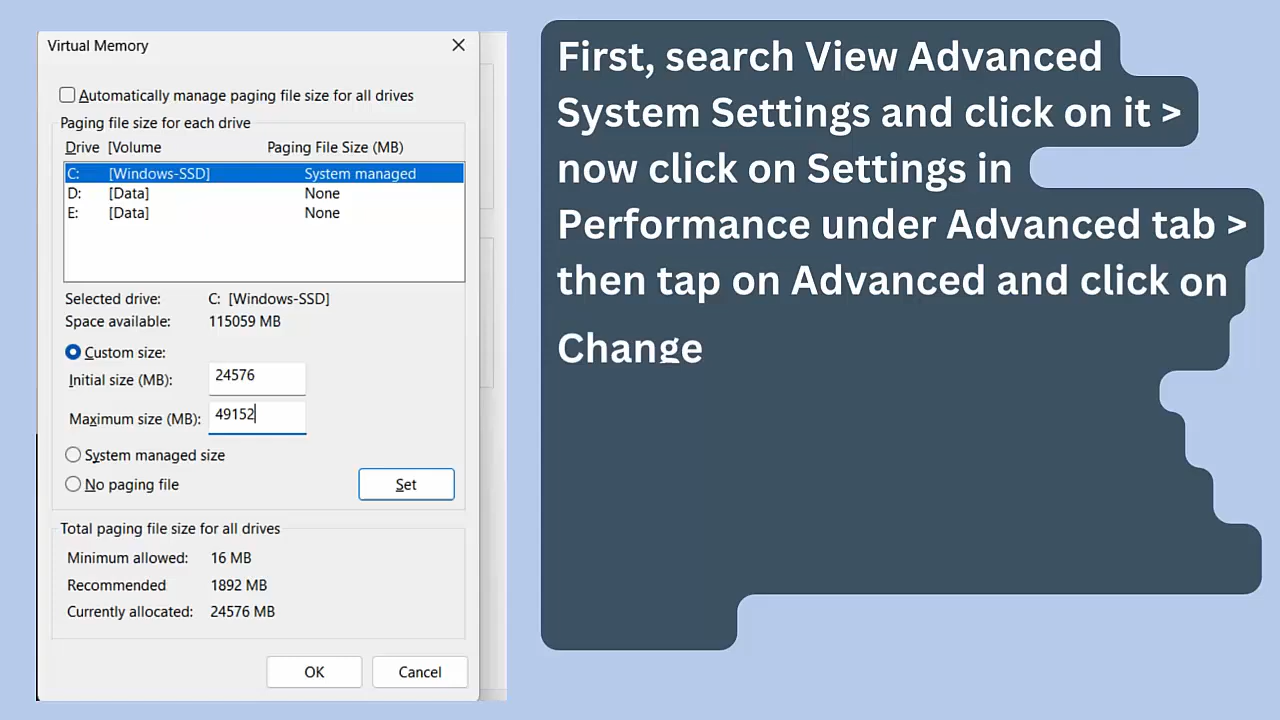 Virtual Memory
Automatically manage paging file size for all drives
Paging file size for each drive
Drive [Volume Paging File Size (MB)
C: [Windows-SSD] System managed
D: [Data] None
E: [Data] None
Selected drive: C: [Windows-SSD]
Space available: 115059 MB
Custom size:
Initial size (MB): 24576
Maximum size (MB): 49152
System managed size
No paging file Set
Total paging file size for all drives
Minimum allowed: 16 MB
Recommended 1892 MB
Currently allocated: 24576 MB
OK Cancel
First, search View Advanced
System Settings and click on it >
now click on Settings in
Performance under Advanced tab >
then tap on Advanced and click on
Change